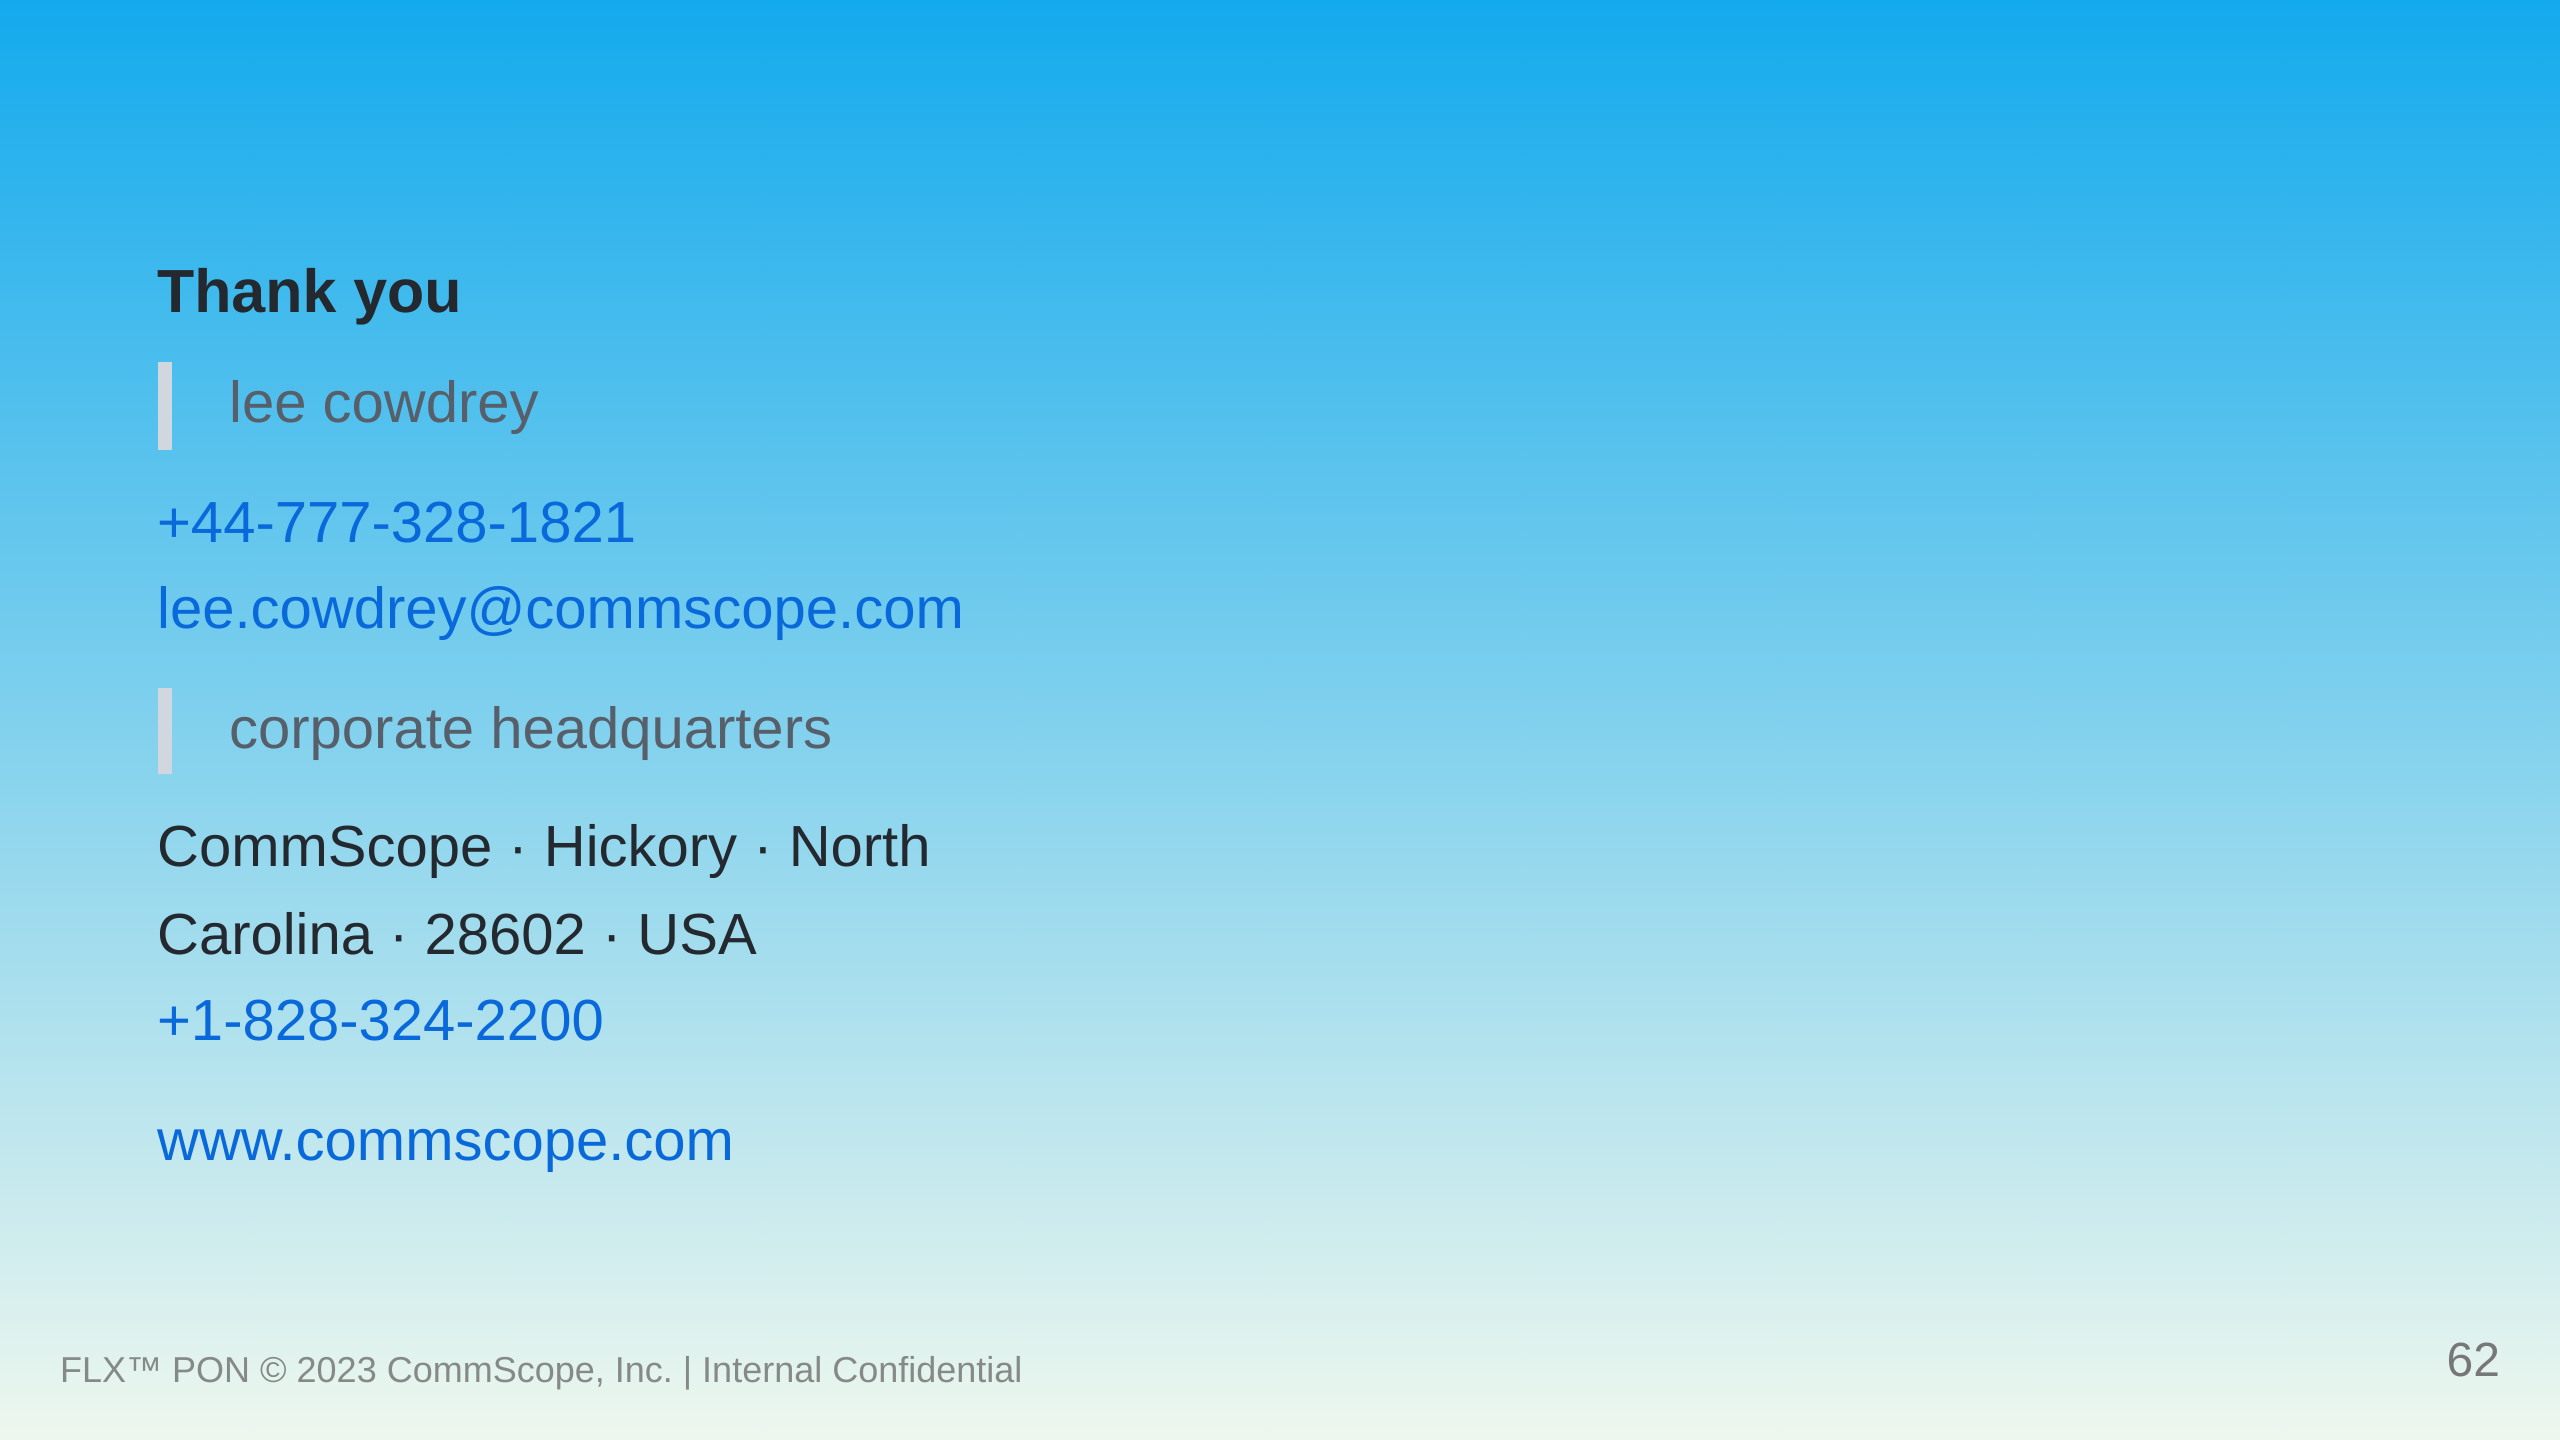 Thank you
lee cowdrey
+44-777-328-1821
lee.cowdrey@commscope.com
corporate headquarters
CommScope · Hickory · North
Carolina · 28602 · USA
+1-828-324-2200
www.commscope.com
FLX™ PON © 2023 CommScope, Inc. | Internal Confidential
62